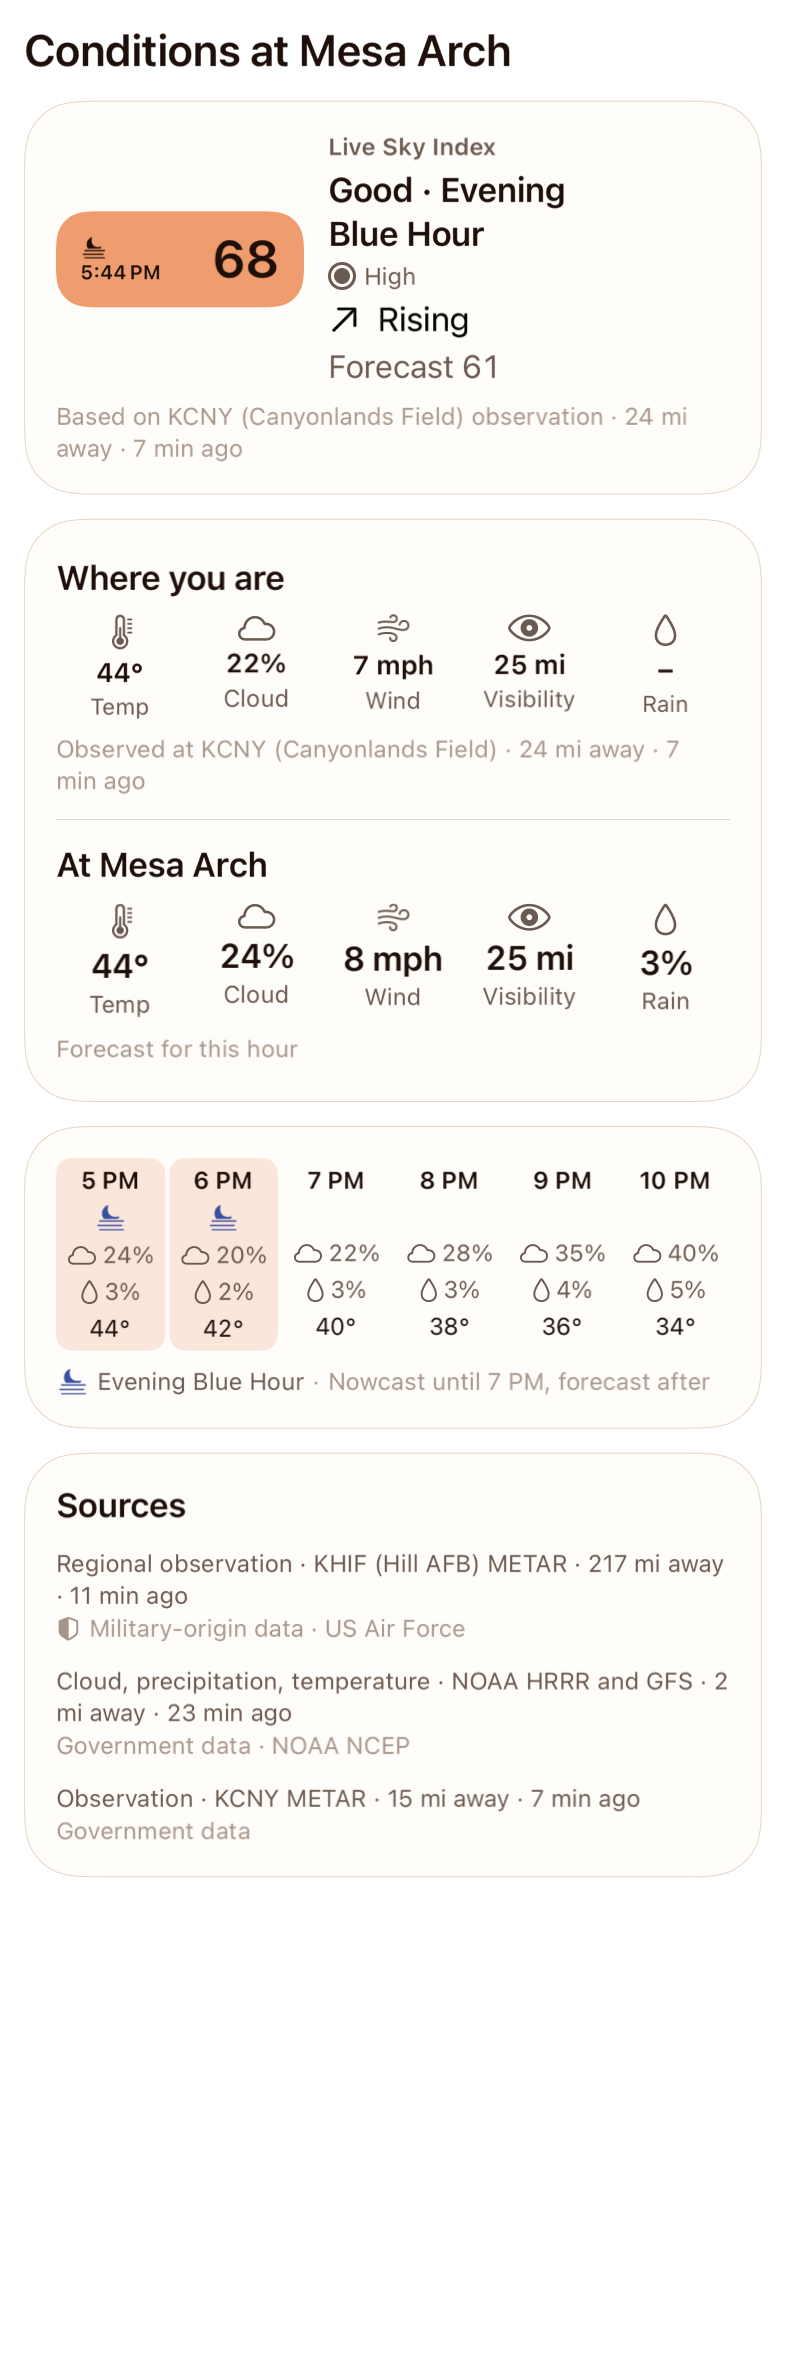 Conditions at Mesa Arch
Live Sky Index
Good · Evening
Blue Hour
5:44 PM
68
High
Rising
Forecast 61
Based on KCNY (Canyonlands Field) observation · 24 mi
away · 7 min ago
Where you are
44° 22% 7 mph 25 mi –
Temp Cloud Wind Visibility Rain
Observed at KCNY (Canyonlands Field) · 24 mi away · 7
min ago
At Mesa Arch
44° 24% 8 mph 25 mi 3%
Temp Cloud Wind Visibility Rain
Forecast for this hour
5 PM 6 PM 7 PM 8 PM 9 PM 10 PM
24% 20% 22% 28% 35% 40%
3% 2% 3% 3% 4% 5%
44° 42° 40° 38° 36° 34°
Evening Blue Hour · Nowcast until 7 PM, forecast after
Sources
Regional observation · KHIF (Hill AFB) METAR · 217 mi away
· 11 min ago
Military-origin data · US Air Force
Cloud, precipitation, temperature · NOAA HRRR and GFS · 2
mi away · 23 min ago
Government data · NOAA NCEP
Observation · KCNY METAR · 15 mi away · 7 min ago
Government data